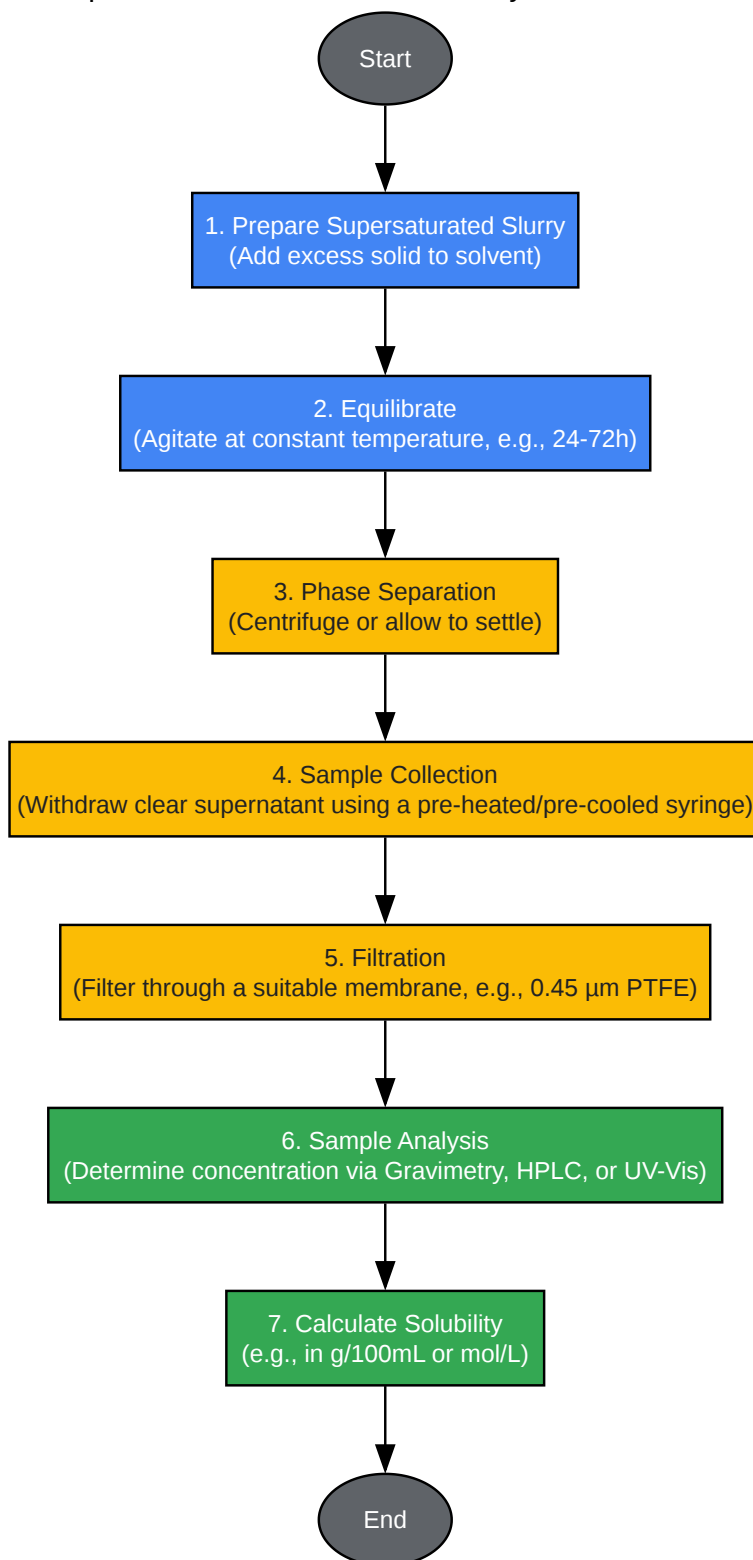 Start
1. Prepare Supersaturated Slurry
(Add excess solid to solvent)
2. Equilibrate
(Agitate at constant temperature, e.g., 24-72h)
3. Phase Separation
(Centrifuge or allow to settle)
4. Sample Collection
(Withdraw clear supernatant using a pre-heated/pre-cooled syringe)
5. Filtration
(Filter through a suitable membrane, e.g., 0.45 µm PTFE)
6. Sample Analysis
(Determine concentration via Gravimetry, HPLC, or UV-Vis)
7. Calculate Solubility
(e.g., in g/100mL or mol/L)
End